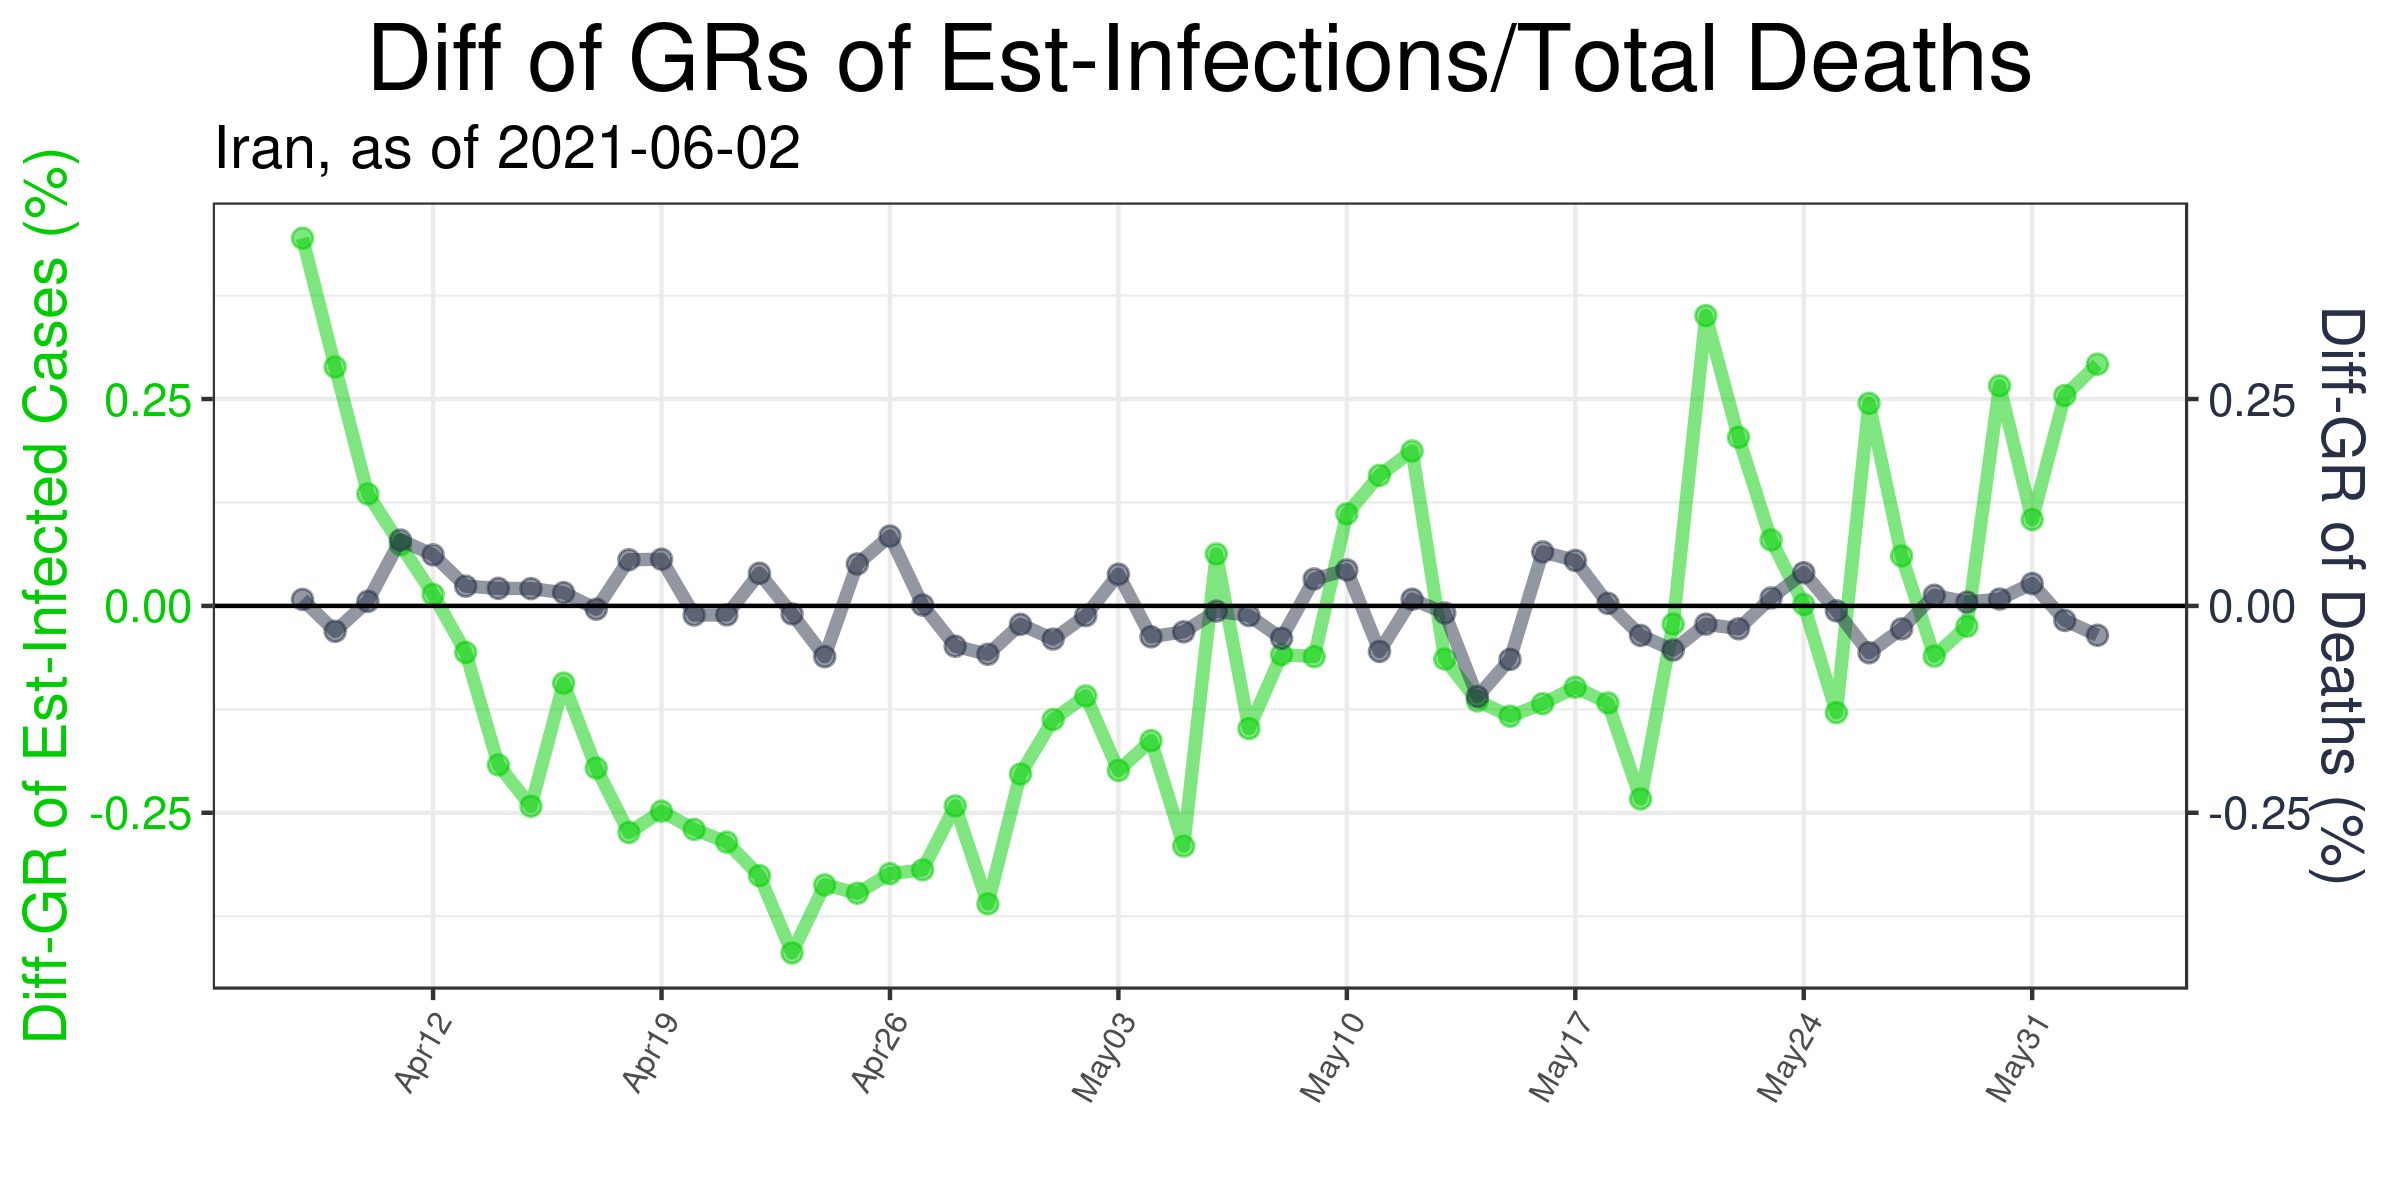 Diff of GRs of Est-Infections/Total Deaths
Iran, as of 2021-06-02
Diff-GR of Est-Infected Cases (%)
0.25
0.00
-0.25
0.25
0.00
-0.25
Diff-GR of Deaths (%)
Apr12
Apr19
Apr26
May03
May10
May17
May24
May31